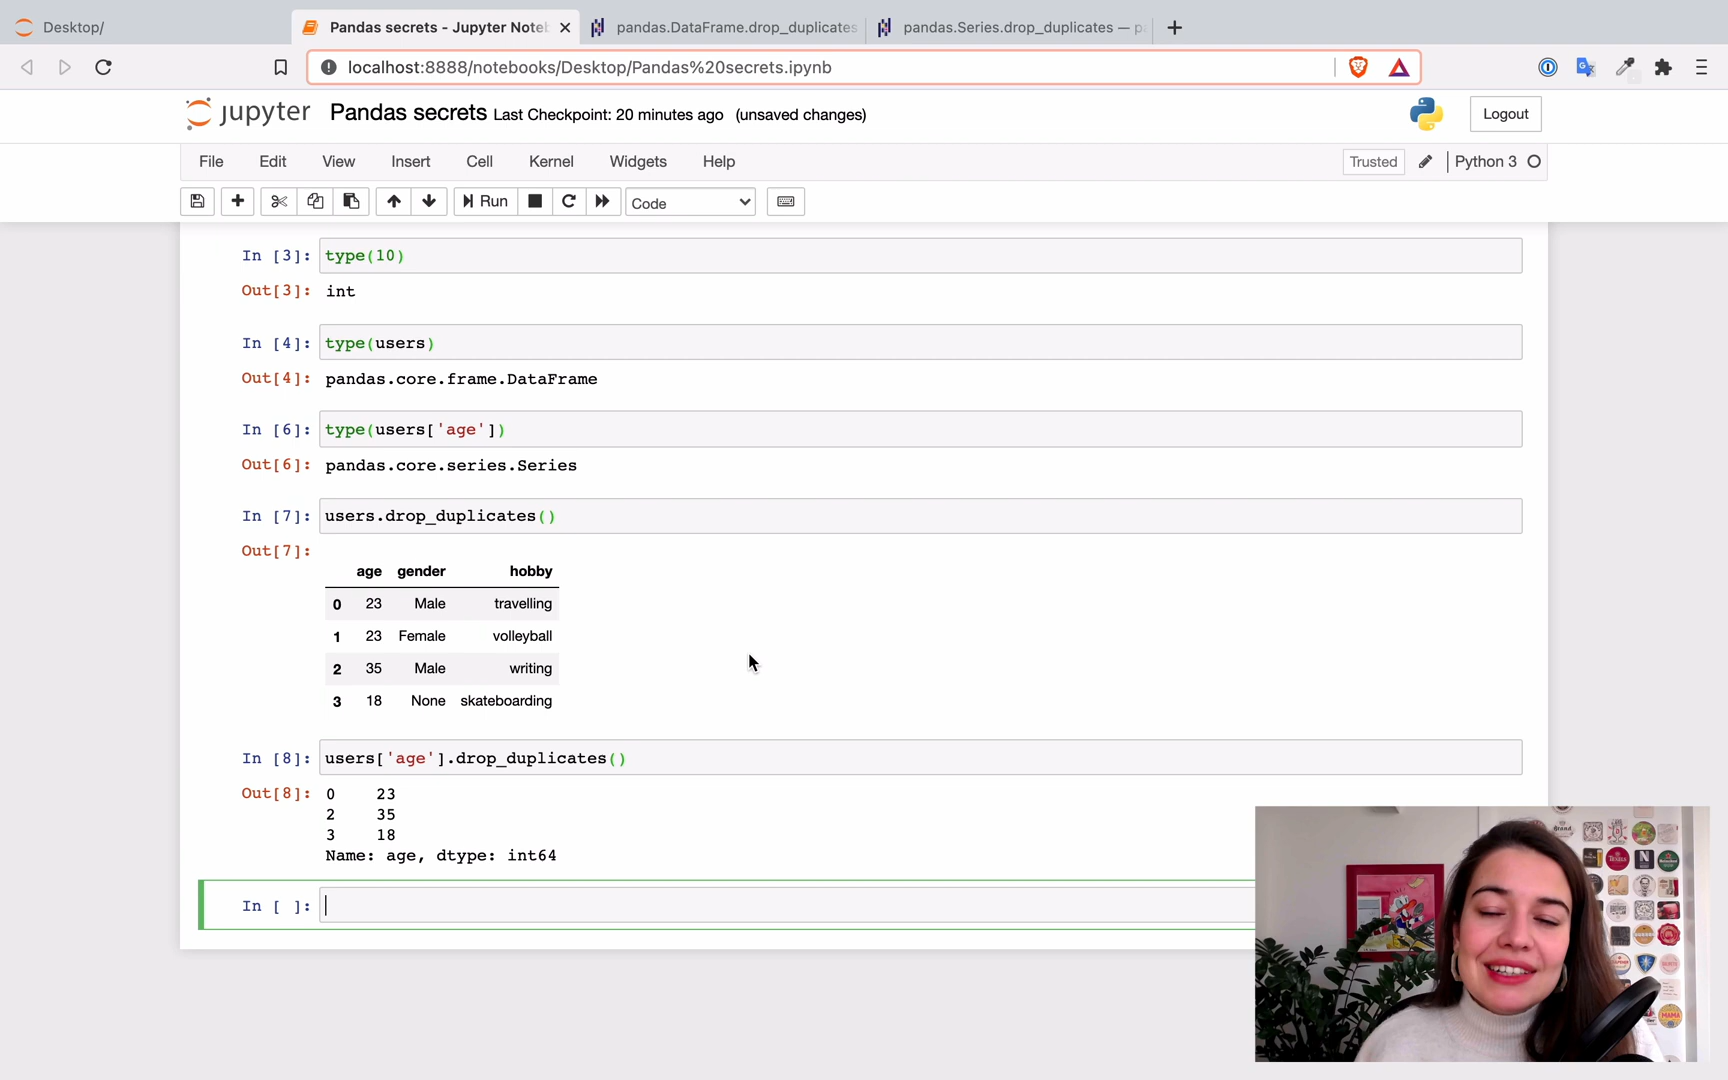 Desktop/
Pandas secrets - Jupyter Noteb
pandas.DataFrame.drop_duplicates
pandas.Series.drop_duplicates — p
localhost:8888/notebooks/Desktop/Pandas%20secrets.ipynb
jupyter Pandas secrets Last Checkpoint: 20 minutes ago (unsaved changes)
Logout
File Edit View Insert Cell Kernel Widgets Help
Trusted Python 3
Run Code
In [3]: type(10)
Out[3]: int
In [4]: type(users)
Out[4]: pandas.core.frame.DataFrame
In [6]: type(users['age'])
Out[6]: pandas.core.series.Series
In [7]: users.drop_duplicates()
Out[7]:
age gender hobby
0 23 Male travelling
1 23 Female volleyball
2 35 Male writing
3 18 None skateboarding
In [8]: users['age'].drop_duplicates()
Out[8]: 0 23
2 35
3 18
Name: age, dtype: int64
In [ ]: